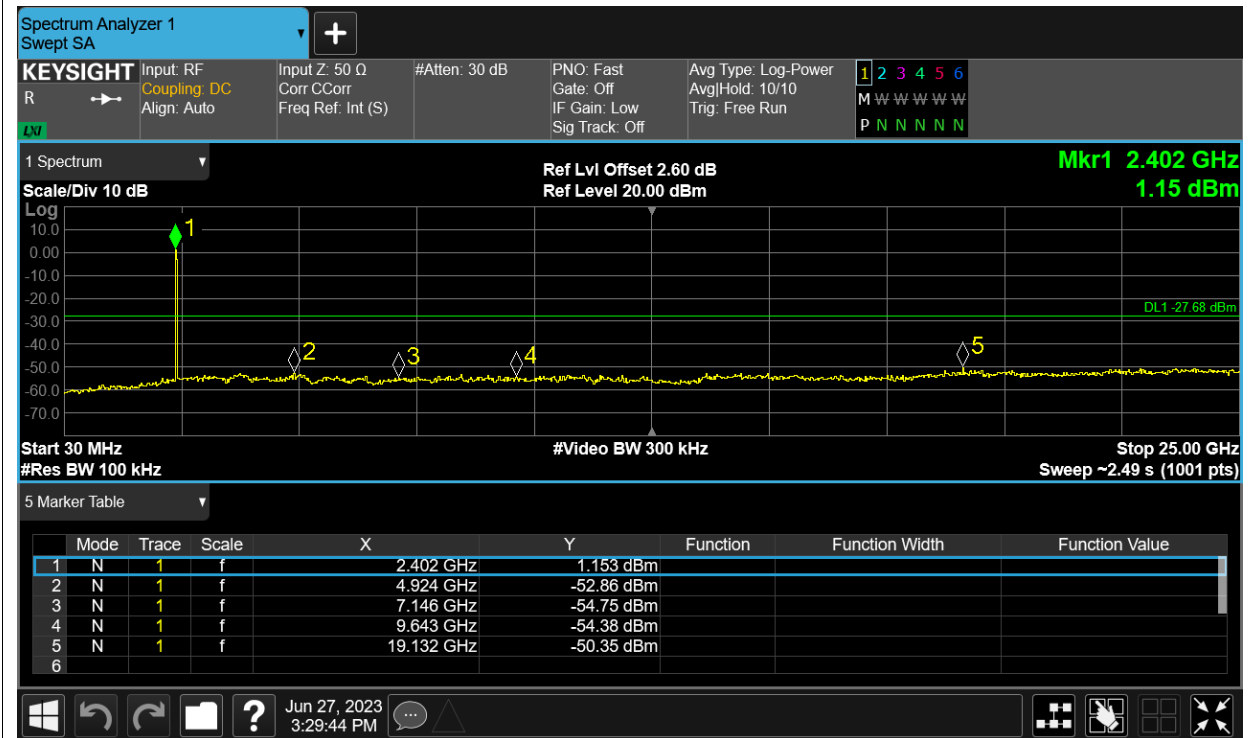 Spectrum Analyzer 1
Swept SA
KEYSIGHT
R
LXI
Input: RF
Coupling: DC
Align: Auto
Input Z: 50 Ω
Corr CCorr
Freq Ref: Int (S)
#Atten: 30 dB
PNO: Fast
Gate: Off
IF Gain: Low
Sig Track: Off
Avg Type: Log-Power
Avg|Hold: 10/10
Trig: Free Run
1 2 3 4 5 6
M W W W W W
P N N N N N
1 Spectrum
Scale/Div 10 dB
Ref Lvl Offset 2.60 dB
Ref Level 20.00 dBm
Mkr1 2.402 GHz
1.15 dBm
Log
10.0
0.00
-10.0
-20.0
-30.0
-40.0
-50.0
-60.0
-70.0
1
2
3
4
5
DL1 -27.68 dBm
Start 30 MHz
#Res BW 100 kHz
#Video BW 300 kHz
Stop 25.00 GHz
Sweep ~2.49 s (1001 pts)
5 Marker Table
Mode Trace Scale X Y Function Function Width Function Value
1 N 1 f 2.402 GHz 1.153 dBm
2 N 1 f 4.924 GHz -52.86 dBm
3 N 1 f 7.146 GHz -54.75 dBm
4 N 1 f 9.643 GHz -54.38 dBm
5 N 1 f 19.132 GHz -50.35 dBm
6
?
Jun 27, 2023
3:29:44 PM